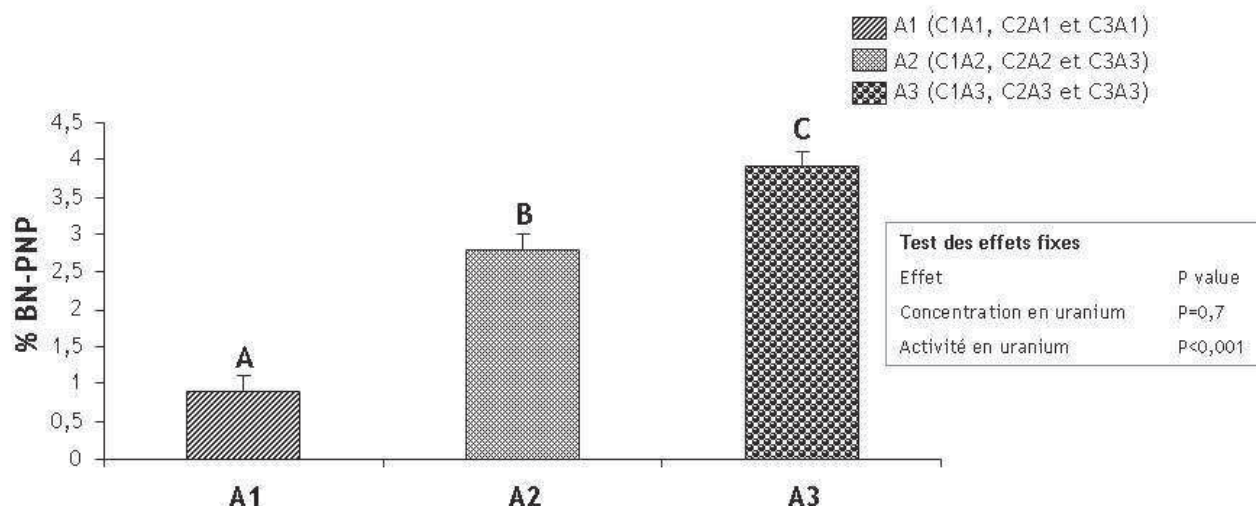 A1 (C1A1, C2A1 et C3A1)
A2 (C1A2, C2A2 et C3A3)
A3 (C1A3, C2A3 et C3A3)
% BN-PNP
4,5
4
3,5
3
2,5
2
1,5
1
0,5
0
A
B
C
A1
A2
A3
Test des effets fixes
Effet P value
Concentration en uranium P=0,7
Activité en uranium P<0,001